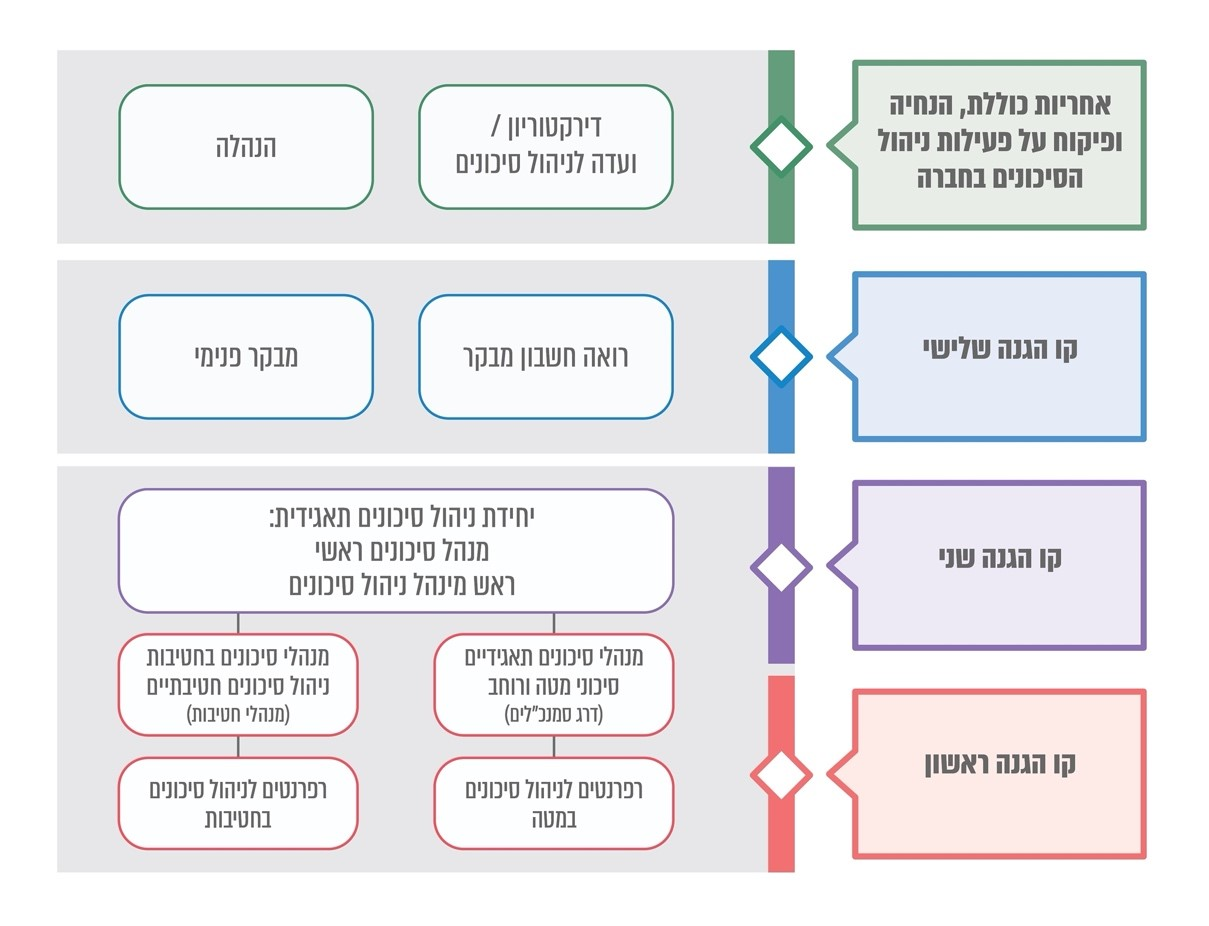 אחריות כוללת, הנחיה
ופיקוח על פעילות ניהול
הסיכונים בחברה
דירקטוריון /
ועדה לניהול סיכונים
הנהלה
קו הגנה שלישי
רואה חשבון מבקר
מבקר פנימי
קו הגנה שני
יחידת ניהול סיכונים תאגידית:
מנהל סיכונים ראשי
ראש מינהל ניהול סיכונים
קו הגנה ראשון
מנהלי סיכונים תאגידיים
סיכוני מטה ורוחב
(דרג סמנכ"לים)
מנהלי סיכונים בחטיבות
ניהול סיכונים חטיבתיים
(מנהלי חטיבות)
רפרנטים לניהול סיכונים
במטה
רפרנטים לניהול סיכונים
בחטיבות